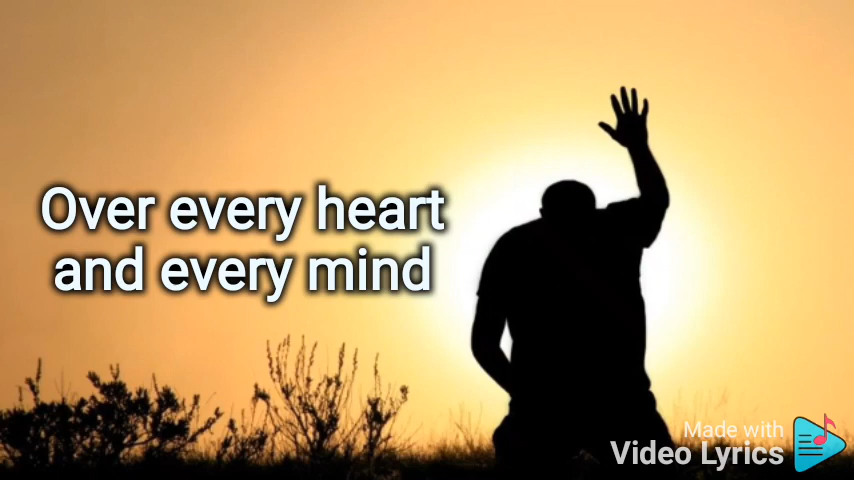 Over every heart
and every mind
Made with
Video Lyrics